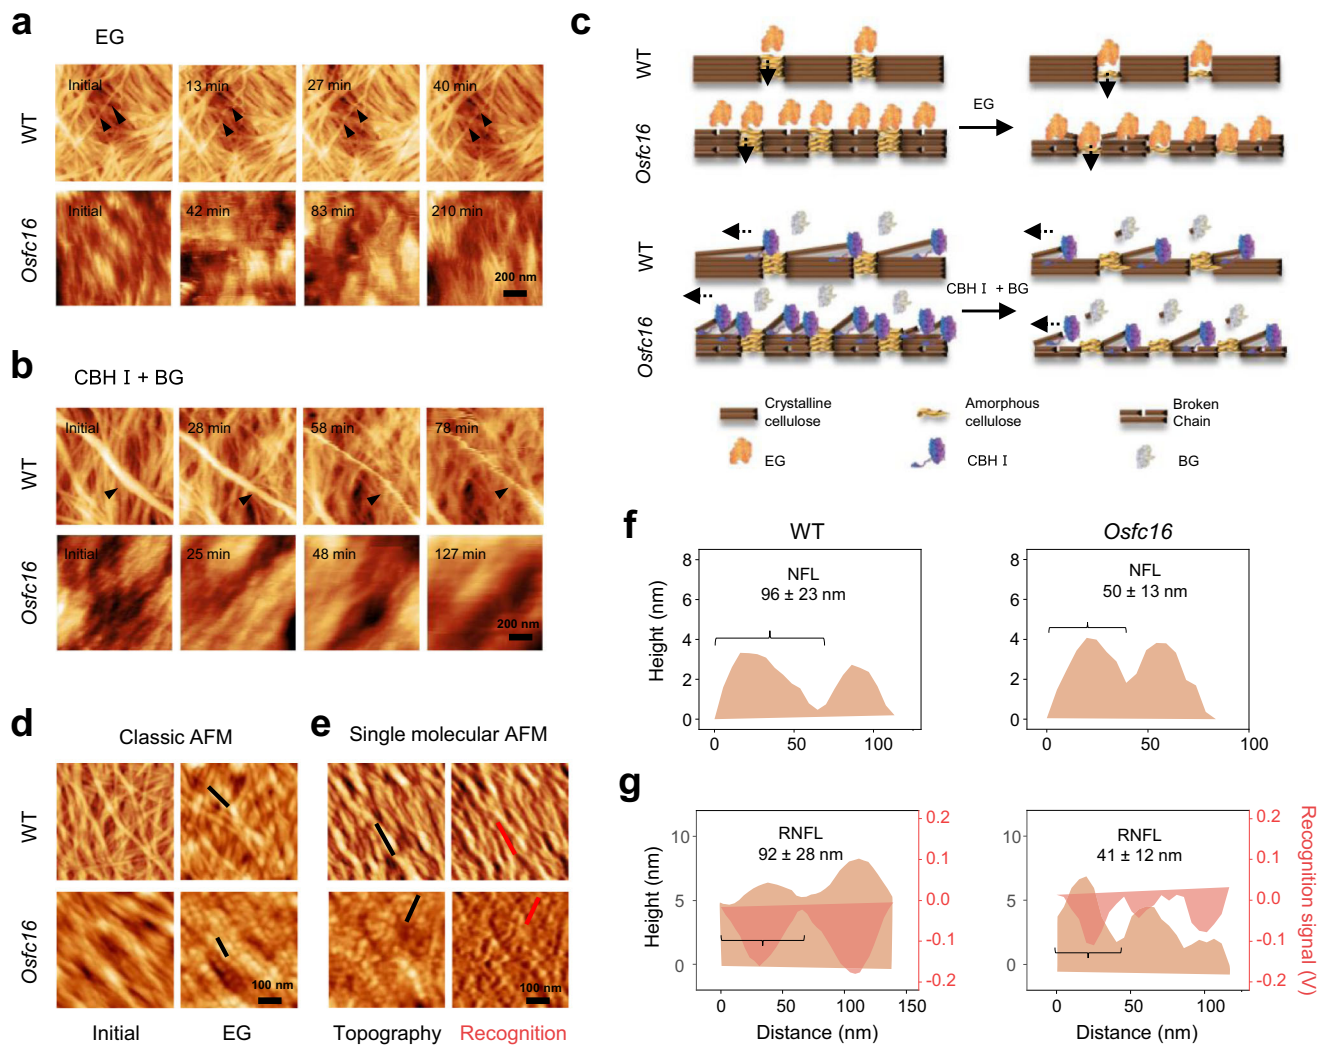 a
EG
WT
Initial
13 min
27 min
40 min
Osfc16
Initial
42 min
83 min
210 min
200 nm
b
CBH I + BG
WT
Initial
28 min
58 min
78 min
Osfc16
Initial
25 min
48 min
127 min
200 nm
c
WT
Osfc16
EG
WT
Osfc16
CBH I + BG
Crystalline
cellulose
Amorphous
cellulose
Broken
Chain
EG
CBH I
BG
d
Classic AFM
WT
Osfc16
100 nm
Initial
EG
e
Single molecular AFM
100 nm
Topography
Recognition
f
WT
Osfc16
Height (nm)
8
6
4
2
0
NFL
96 ± 23 nm
0
50
100
8
6
4
2
0
NFL
50 ± 13 nm
0
50
100
g
Height (nm)
10
5
0
RNFL
92 ± 28 nm
0.2
0.1
0.0
-0.1
-0.2
0
50
100
150
Distance (nm)
10
5
0
RNFL
41 ± 12 nm
0.2
0.1
0.0
-0.1
-0.2
0
50
100
Distance (nm)
Recognition signal (V)